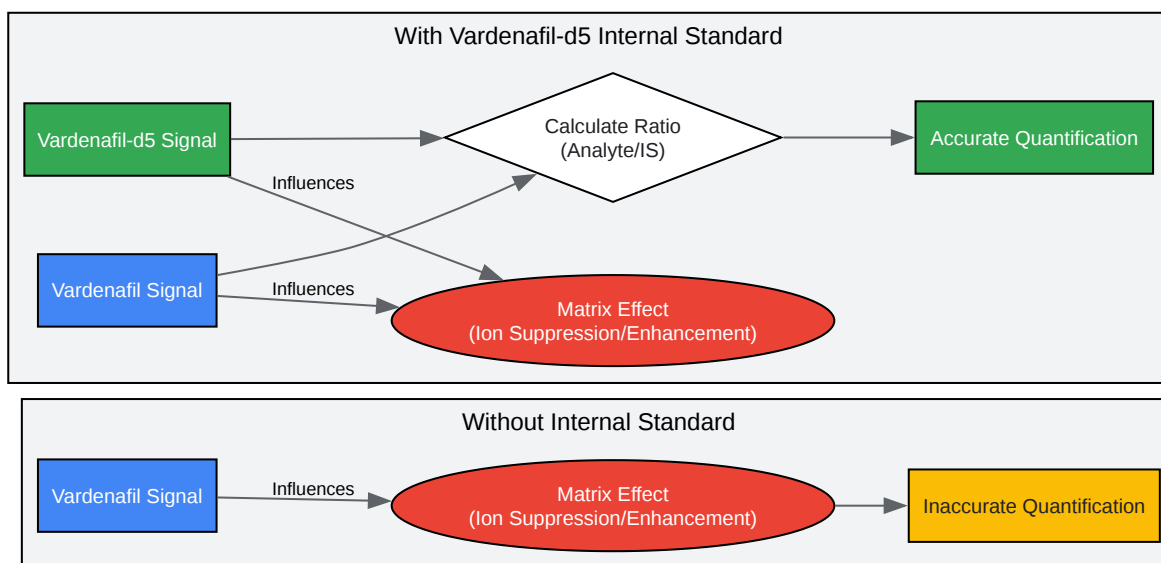 With Vardenafil-d5 Internal Standard
Vardenafil-d5 Signal
Calculate Ratio
(Analyte/IS)
Accurate Quantification
Influences
Vardenafil Signal
Influences
Matrix Effect
(Ion Suppression/Enhancement)
Without Internal Standard
Vardenafil Signal
Influences
Matrix Effect
(Ion Suppression/Enhancement)
Inaccurate Quantification